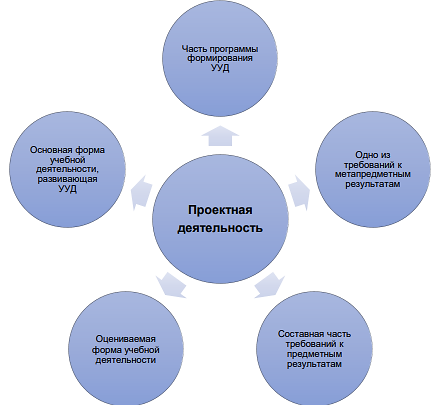 Часть программы
формирования
УУД
Основная форма
учебной
деятельности,
развивающая
УУД
Одно из
требований к
метапредметным
результатам
Проектная
деятельность
Оцениваемая
форма учебной
деятельности
Составная часть
требований к
предметным
результатам